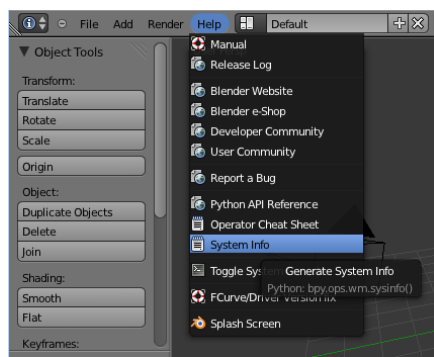 File Add Render Help Default
Object Tools
Transform:
Translate
Rotate
Scale
Origin
Object:
Duplicate Objects
Delete
Join
Shading:
Smooth
Flat
Keyframes:
Manual
Release Log
Blender Website
Blender e-Shop
Developer Community
User Community
Report a Bug
Python API Reference
Operator Cheat Sheet
System Info
Toggle Sys
Generate System Info
Python: bpy.ops.wm.sysinfo()
FCurve/Driver Version fix
Splash Screen